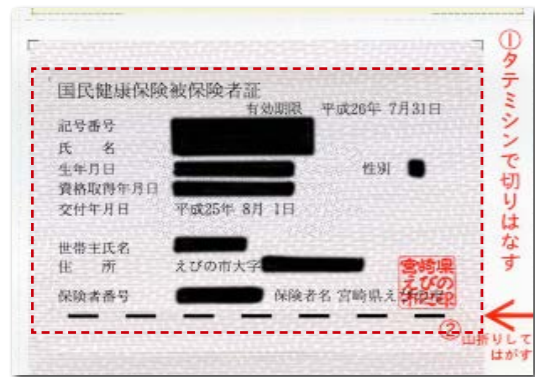 国民健康保険被保険者証
有効期限 平成26年 7月31日
記号番号
氏 名
生年月日 性別
資格取得年月日
交付年月日 平成25年 8月 1日
世帯主氏名
住 所 えびの市大字
保険者番号 保険者名 宮崎県え
宮崎県
えびの
①タテミシンで切りはなす
②
山折りして
はがす